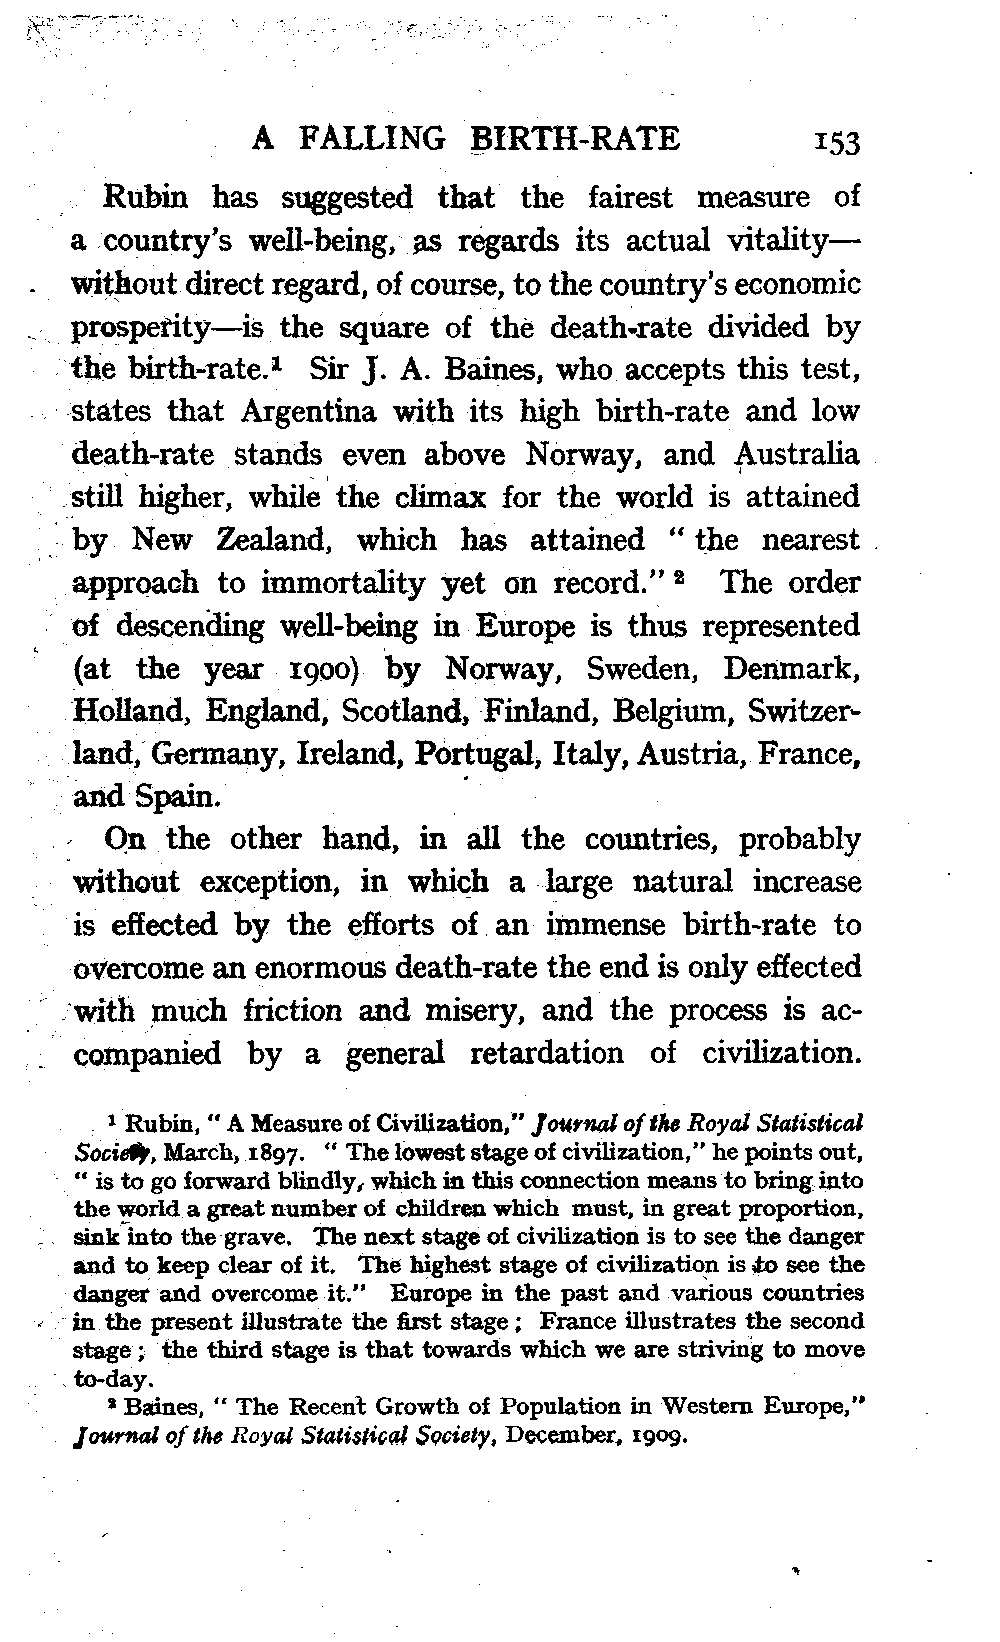 A FALLING BIRTH-RATE 153
Rubin has suggested that the fairest measure of
a country's well-being, as regards its actual vitality—
without direct regard, of course, to the country's economic
prosperity—is the square of the death-rate divided by
the birth-rate.¹ Sir J. A. Baines, who accepts this test,
states that Argentina with its high birth-rate and low
death-rate stands even above Norway, and Australia
still higher, while the climax for the world is attained
by New Zealand, which has attained “ the nearest
approach to immortality yet on record.” ² The order
of descending well-being in Europe is thus represented
(at the year 1900) by Norway, Sweden, Denmark,
Holland, England, Scotland, Finland, Belgium, Switzer-
land, Germany, Ireland, Portugal, Italy, Austria, France,
and Spain.
On the other hand, in all the countries, probably
without exception, in which a large natural increase
is effected by the efforts of an immense birth-rate to
overcome an enormous death-rate the end is only effected
with much friction and misery, and the process is ac-
companied by a general retardation of civilization.
¹ Rubin, “ A Measure of Civilization,” Journal of the Royal Statistical
Society, March, 1897. “ The lowest stage of civilization,” he points out,
“ is to go forward blindly, which in this connection means to bring into
the world a great number of children which must, in great proportion,
sink into the grave. The next stage of civilization is to see the danger
and to keep clear of it. The highest stage of civilization is to see the
danger and overcome it.” Europe in the past and various countries
in the present illustrate the first stage ; France illustrates the second
stage ; the third stage is that towards which we are striving to move
to-day.
² Baines, “ The Recent Growth of Population in Western Europe,”
Journal of the Royal Statistical Society, December, 1909.